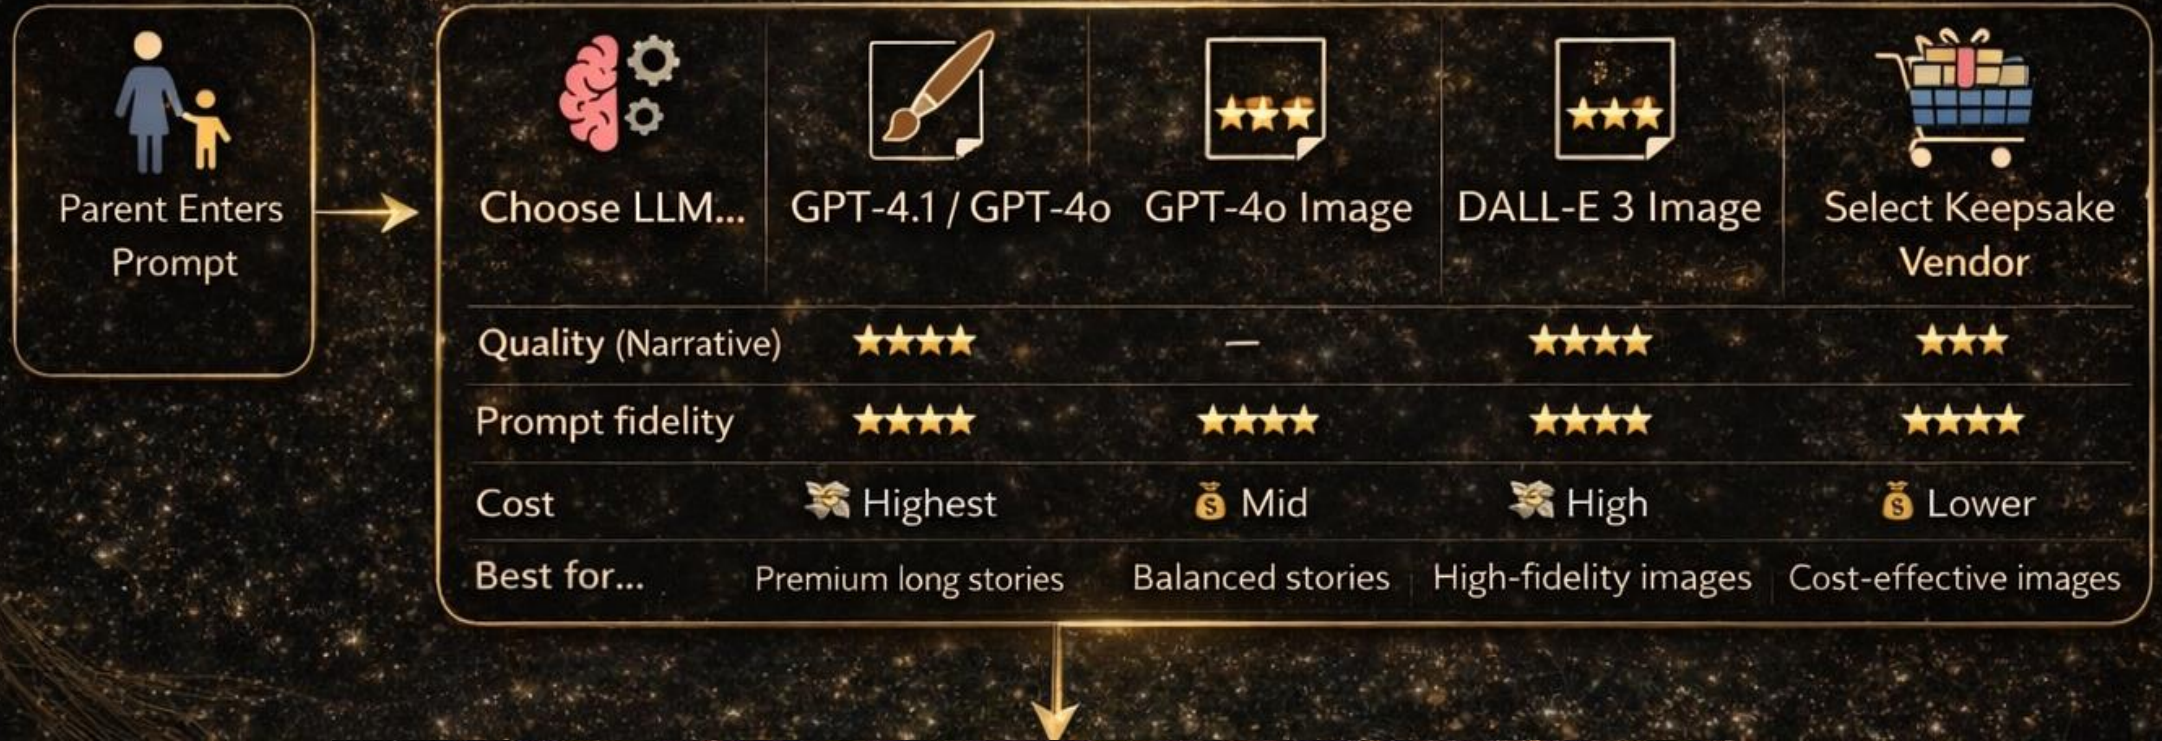 Parent Enters
Prompt
Choose LLM...
GPT-4.1 / GPT-4o
GPT-4o Image
DALL-E 3 Image
Select Keepsake
Vendor
Quality (Narrative) ★★★★ — ★★★★ ★★★
Prompt fidelity ★★★★ ★★★★ ★★★★ ★★★★
Cost 💸 Highest 💰 Mid 💸 High 💰 Lower
Best for... Premium long stories Balanced stories High-fidelity images Cost-effective images